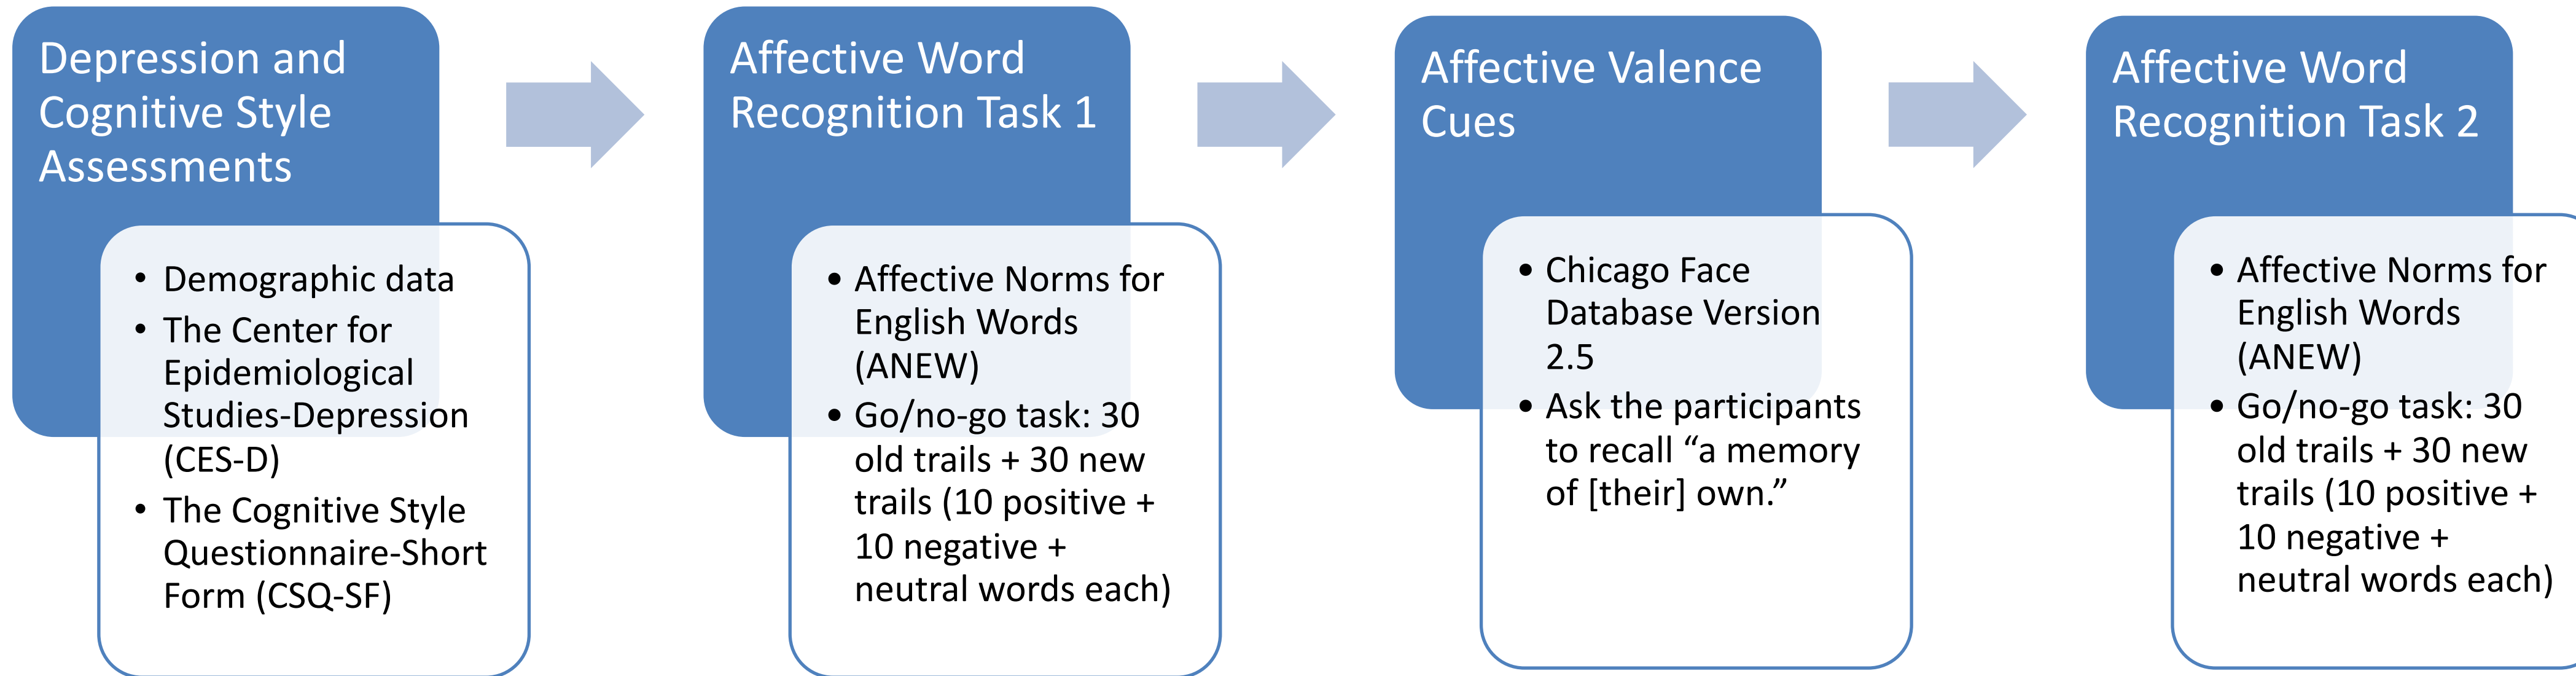 Depression and
Cognitive Style
Assessments
• Demographic data
• The Center for
Epidemiological
Studies-Depression
(CES-D)
• The Cognitive Style
Questionnaire-Short
Form (CSQ-SF)
Affective Word
Recognition Task 1
• Affective Norms for
English Words
(ANEW)
• Go/no-go task: 30
old trails + 30 new
trails (10 positive +
10 negative +
neutral words each)
Affective Valence
Cues
• Chicago Face
Database Version
2.5
• Ask the participants
to recall “a memory
of [their] own.”
Affective Word
Recognition Task 2
• Affective Norms for
English Words
(ANEW)
• Go/no-go task: 30
old trails + 30 new
trails (10 positive +
10 negative +
neutral words each)